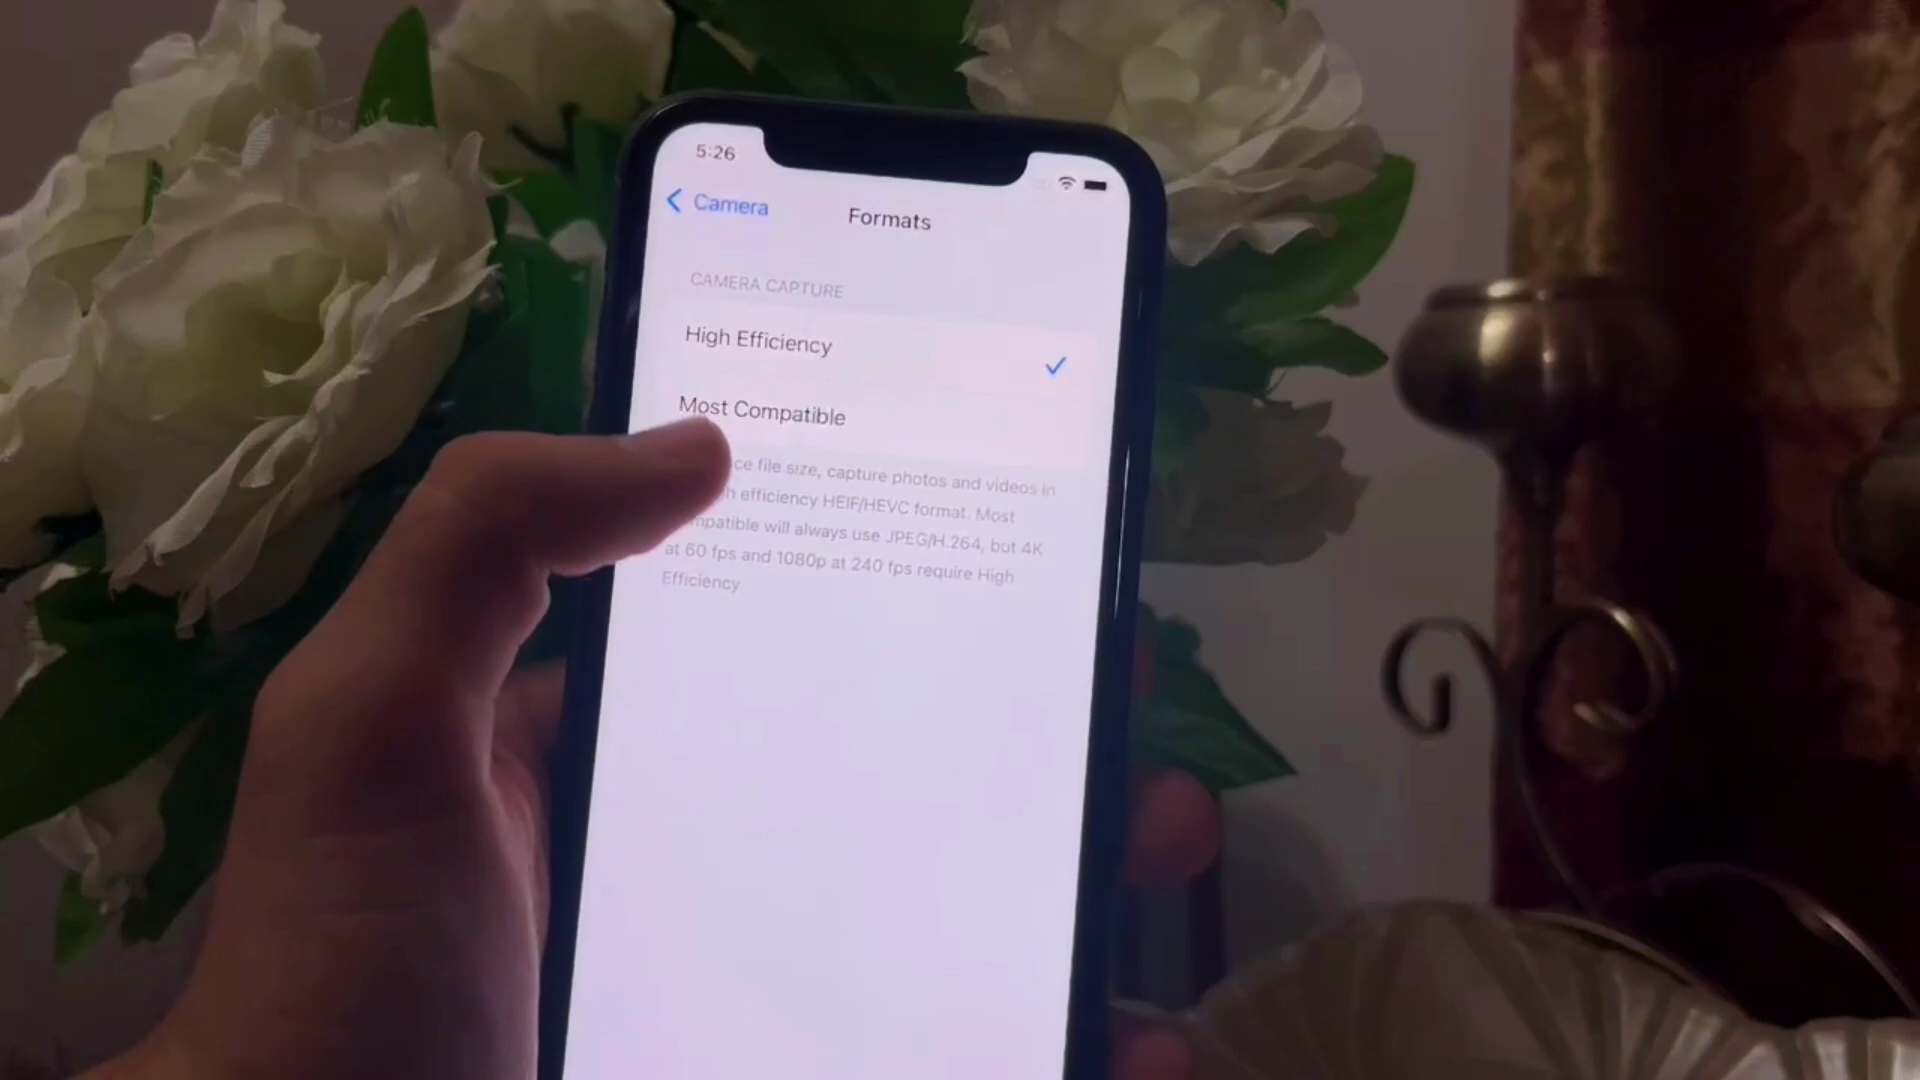 5:26
Camera
Formats
CAMERA CAPTURE
High Efficiency
Most Compatible
file size, capture photos and videos in
efficiency HEIF/HEVC format. Most
will always use JPEG/H.264, but 4K
at 60 fps and 1080p at 240 fps require High
Efficiency.